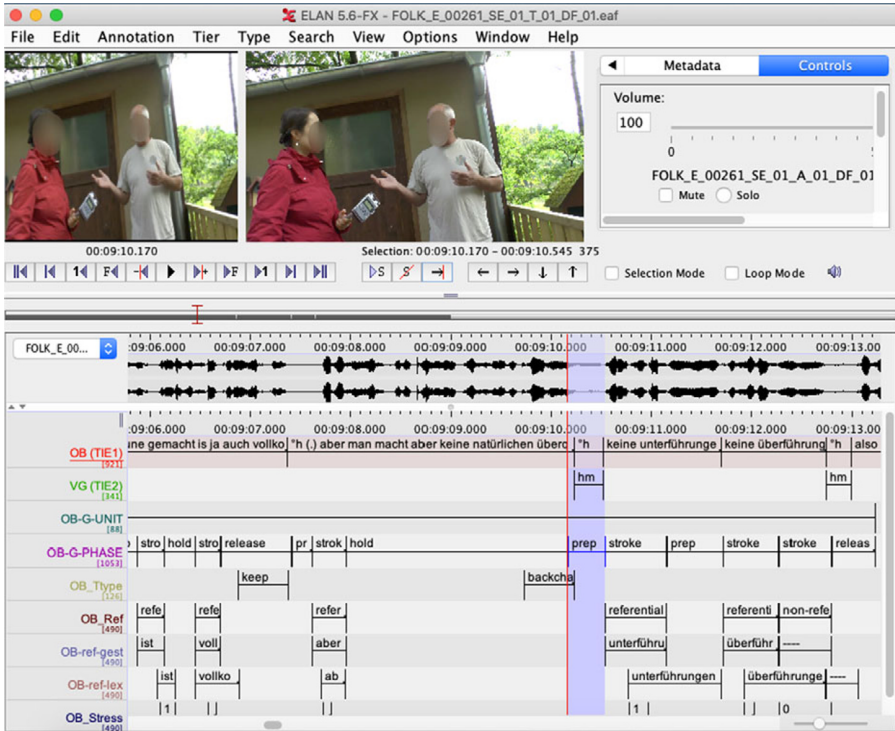 ELAN 5.6-FX - FOLK_E_00261_SE_01_T_01_DF_01.eaf
File Edit Annotation Tier Type Search View Options Window Help
Metadata Controls
Volume:
100
0
FOLK_E_00261_SE_01_A_01_DF_01
Mute Solo
00:09:10.170 Selection: 00:09:10.170 - 00:09:10.545 375
S S Selection Mode Loop Mode
FOLK_E_00... :09:06.000 00:09:07.000 00:09:08.000 00:09:09.000 00:09:10.000 00:09:11.000 00:09:12.000 00:09:13.00
:09:06.000 00:09:07.000 00:09:08.000 00:09:09.000 00:09:10.000 00:09:11.000 00:09:12.000 00:09:13.00
OB (TIE1) une gemacht is ja auch vollko °h (.) aber man macht aber keine natürlichen überg °h keine unterführunge keine überführung °h also
[921]
VG (TIE2) hm hm
[341]
OB-G-UNIT
[88]
OB-G-PHASE stro hold stro release pr strok hold prep stroke prep stroke stroke releas
[1053]
OB_Ttype keep backcha
[126]
OB_Ref refe refe refer referential referenti non-refe
[490]
OB-ref-gest ist voll aber unterführu überführ ----
[490]
OB-ref-lex ist vollko ab unterführungen überführunge ----
[490]
OB_Stress 1 1 0
[490]